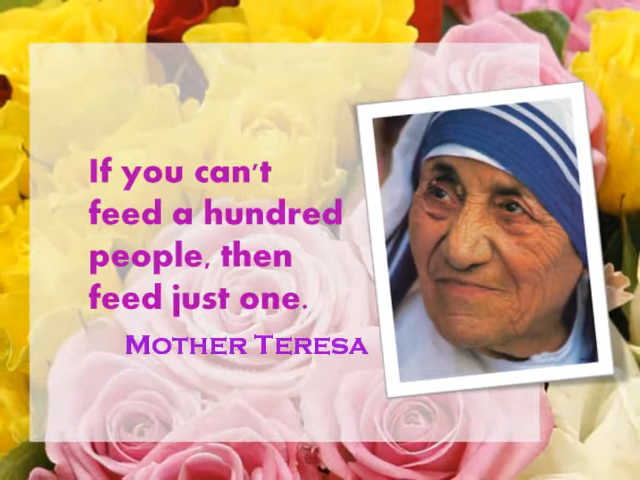 If you can't
feed a hundred
people, then
feed just one.
Mother Teresa